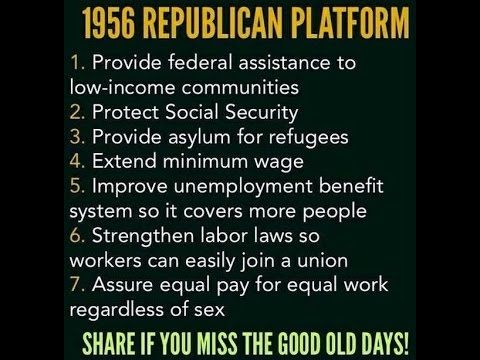 1956 REPUBLICAN PLATFORM
1. Provide federal assistance to
low-income communities
2. Protect Social Security
3. Provide asylum for refugees
4. Extend minimum wage
5. Improve unemployment benefit
system so it covers more people
6. Strengthen labor laws so
workers can easily join a union
7. Assure equal pay for equal work
regardless of sex
SHARE IF YOU MISS THE GOOD OLD DAYS!